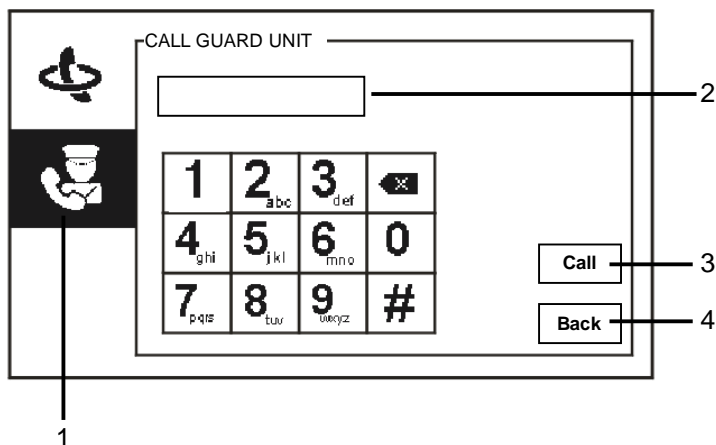 CALL GUARD UNIT
2
1 2abc 3def
4ghi 5jkl 6mno 0
Call 3
7pqrs 8tuv 9wxyz #
Back 4
1